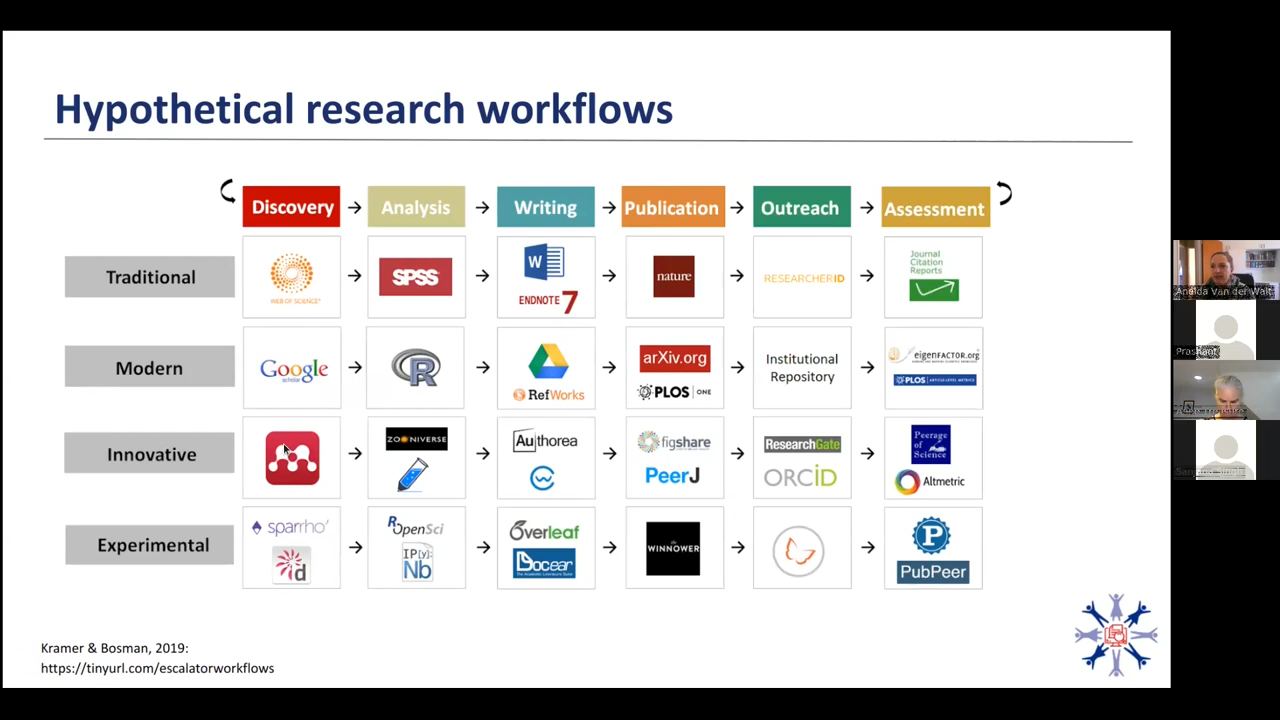 Hypothetical research workflows
Discovery
Analysis
Writing
Publication
Outreach
Assessment
Traditional
WEB OF SCIENCE
SPSS
W
ENDNOTE 7
nature
RESEARCHERID
Journal
Citation
Reports
Modern
Google
scholar
R
RefWorks
arXiv.org
PLOS ONE
Institutional
Repository
eigenFACTOR.org
PLOS ARTICLE-LEVEL METRICS
Innovative
ZOONIVERSE
Authorea
figshare
PeerJ
ResearchGate
ORCID
Peerage
of
Science
Altmetric
Experimental
sparrho
d
ROpenSci
IP[y]:
Nb
Overleaf
Docear
the
WINNOWER
P
PubPeer
Kramer & Bosman, 2019:
https://tinyurl.com/escalatorworkflows
Anelda Van der Walt
Prashant